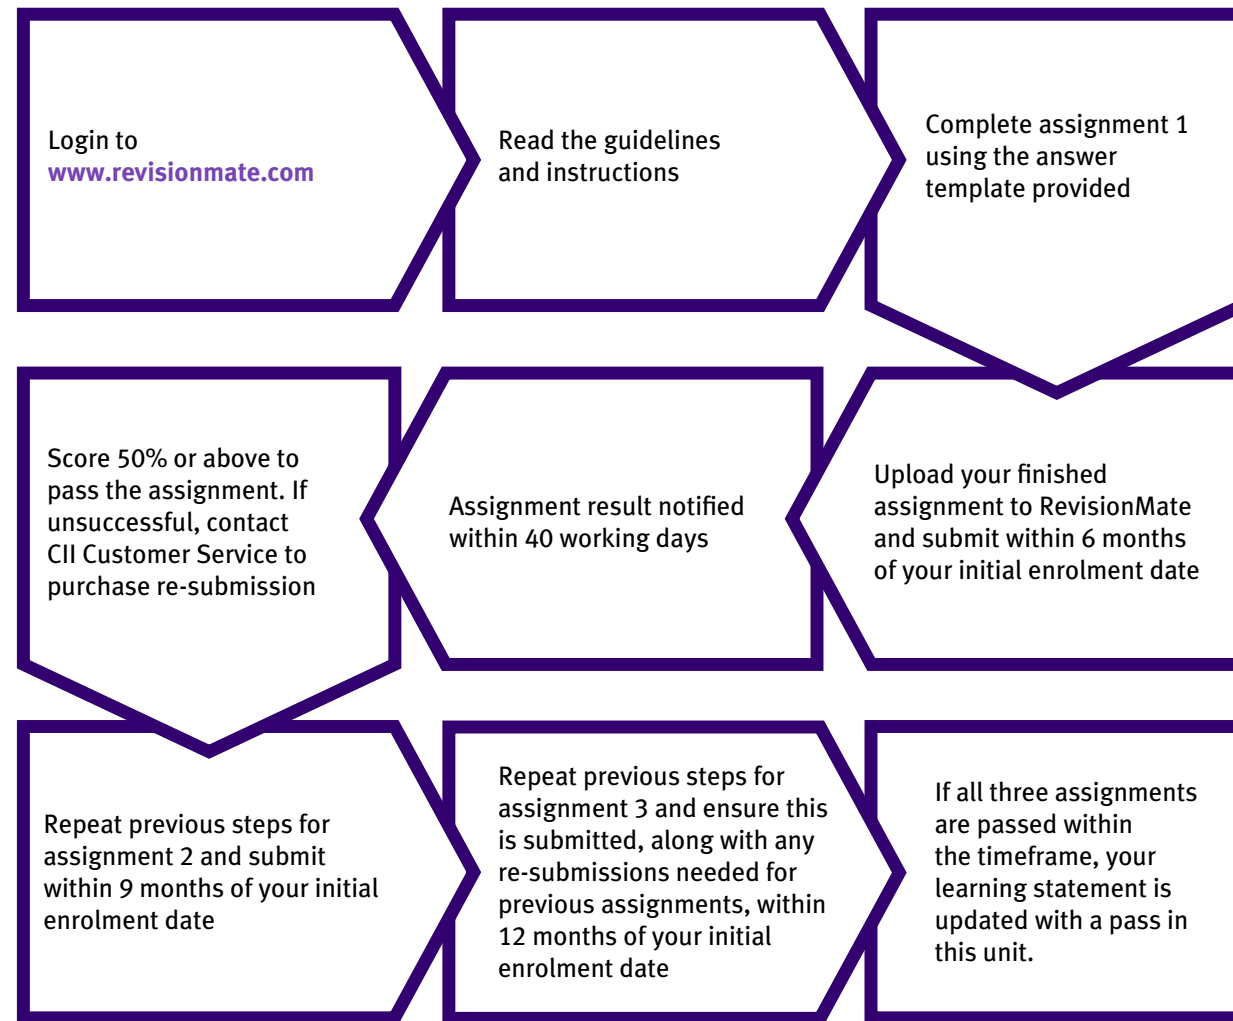 Login to
www.revisionmate.com
Read the guidelines
and instructions
Complete assignment 1
using the answer
template provided
Upload your finished
assignment to RevisionMate
and submit within 6 months
of your initial enrolment date
Assignment result notified
within 40 working days
Score 50% or above to
pass the assignment. If
unsuccessful, contact
CII Customer Service to
purchase re-submission
Repeat previous steps for
assignment 2 and submit
within 9 months of your initial
enrolment date
Repeat previous steps for
assignment 3 and ensure this
is submitted, along with any
re-submissions needed for
previous assignments, within
12 months of your initial
enrolment date
If all three assignments
are passed within
the timeframe, your
learning statement is
updated with a pass in
this unit.